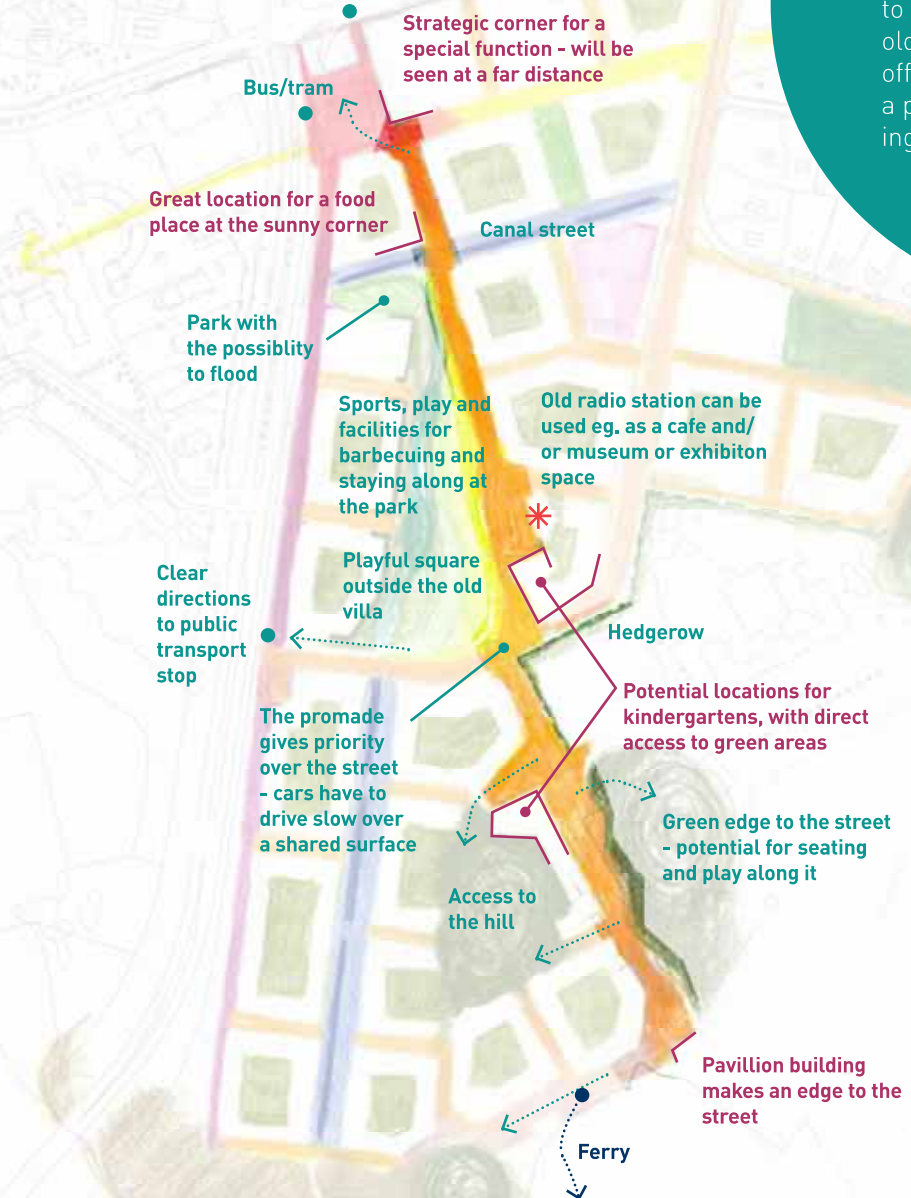 Strategic corner for a
special function - will be
seen at a far distance
to
old
off
a p
ing
Bus/tram
Great location for a food
place at the sunny corner
Canal street
Park with
the possiblity
to flood
Sports, play and
facilities for
barbecuing and
staying along at
the park
Old radio station can be
used eg. as a cafe and/
or museum or exhibiton
space
Playful square
outside the old
villa
Clear
directions
to public
transport
stop
Hedgerow
Potential locations for
kindergartens, with direct
access to green areas
The promade
gives priority
over the street
- cars have to
drive slow over
a shared surface
Green edge to the street
- potential for seating
and play along it
Access to
the hill
Pavillion building
makes an edge to the
street
Ferry